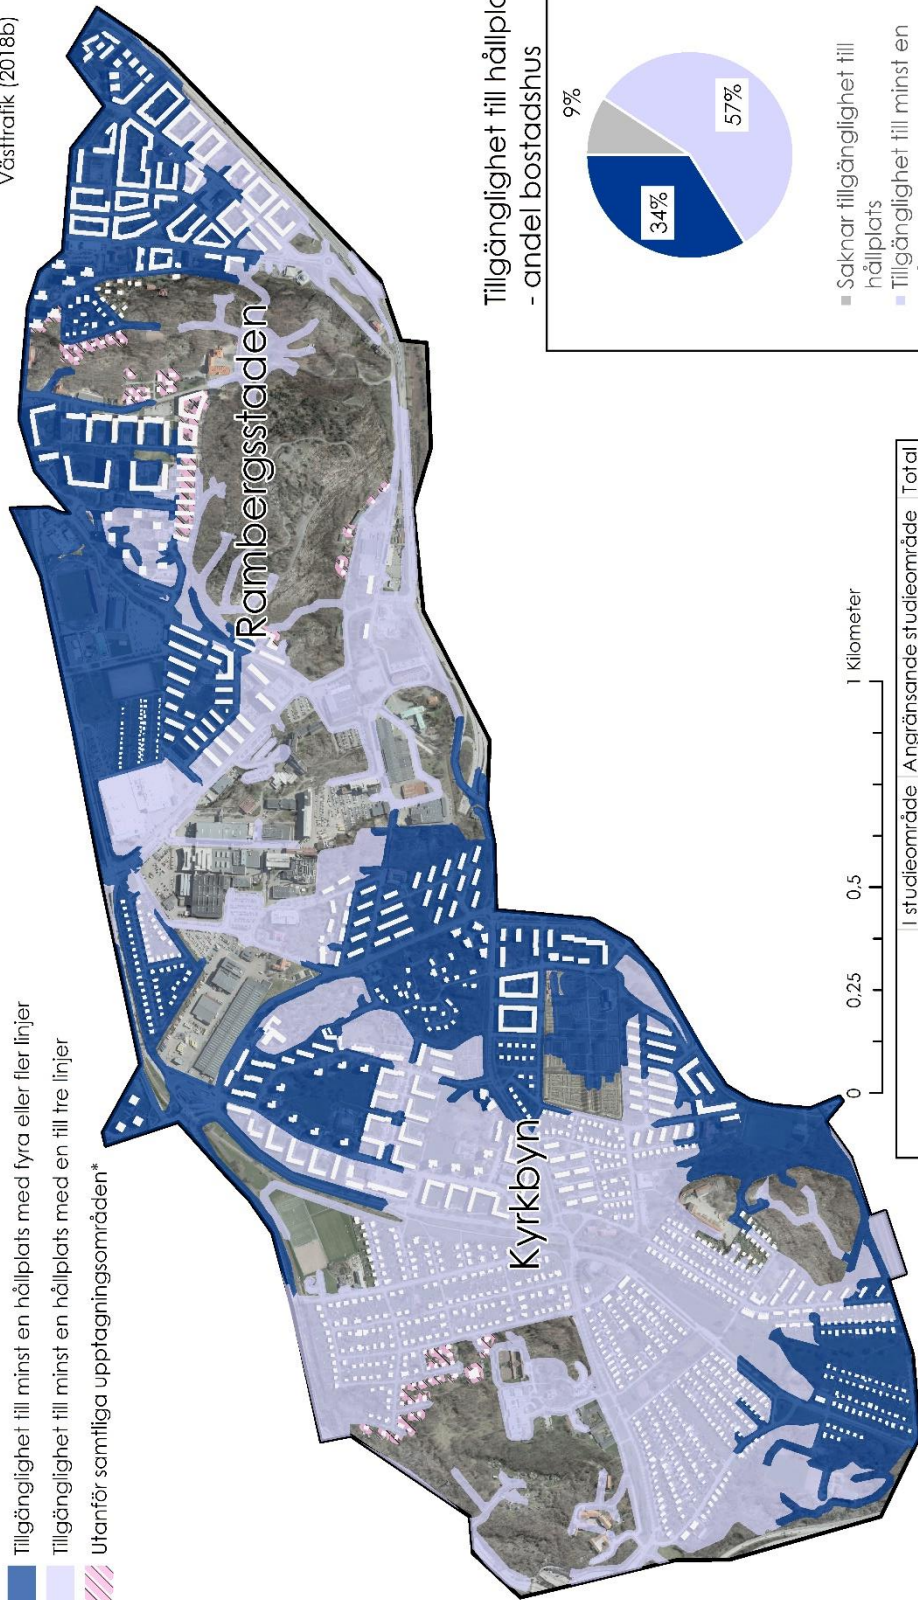 Västtrafik (2018b)
Tillgänglighet till minst en hållplats med fyra eller fler linjer
Tillgänglighet till minst en hållplats med en till tre linjer
Utanför samtliga upptagningsområden*
Rambergsstaden
Kyrkbyn
Tillgänglighet till
- andel bostadshus
9%
34%
57%
Saknar tillgänglighet till
hållplats
Tillgänglighet till minst en
0 0,25 0,5 1 Kilometer
I studieområde Angränsande studieområde Total